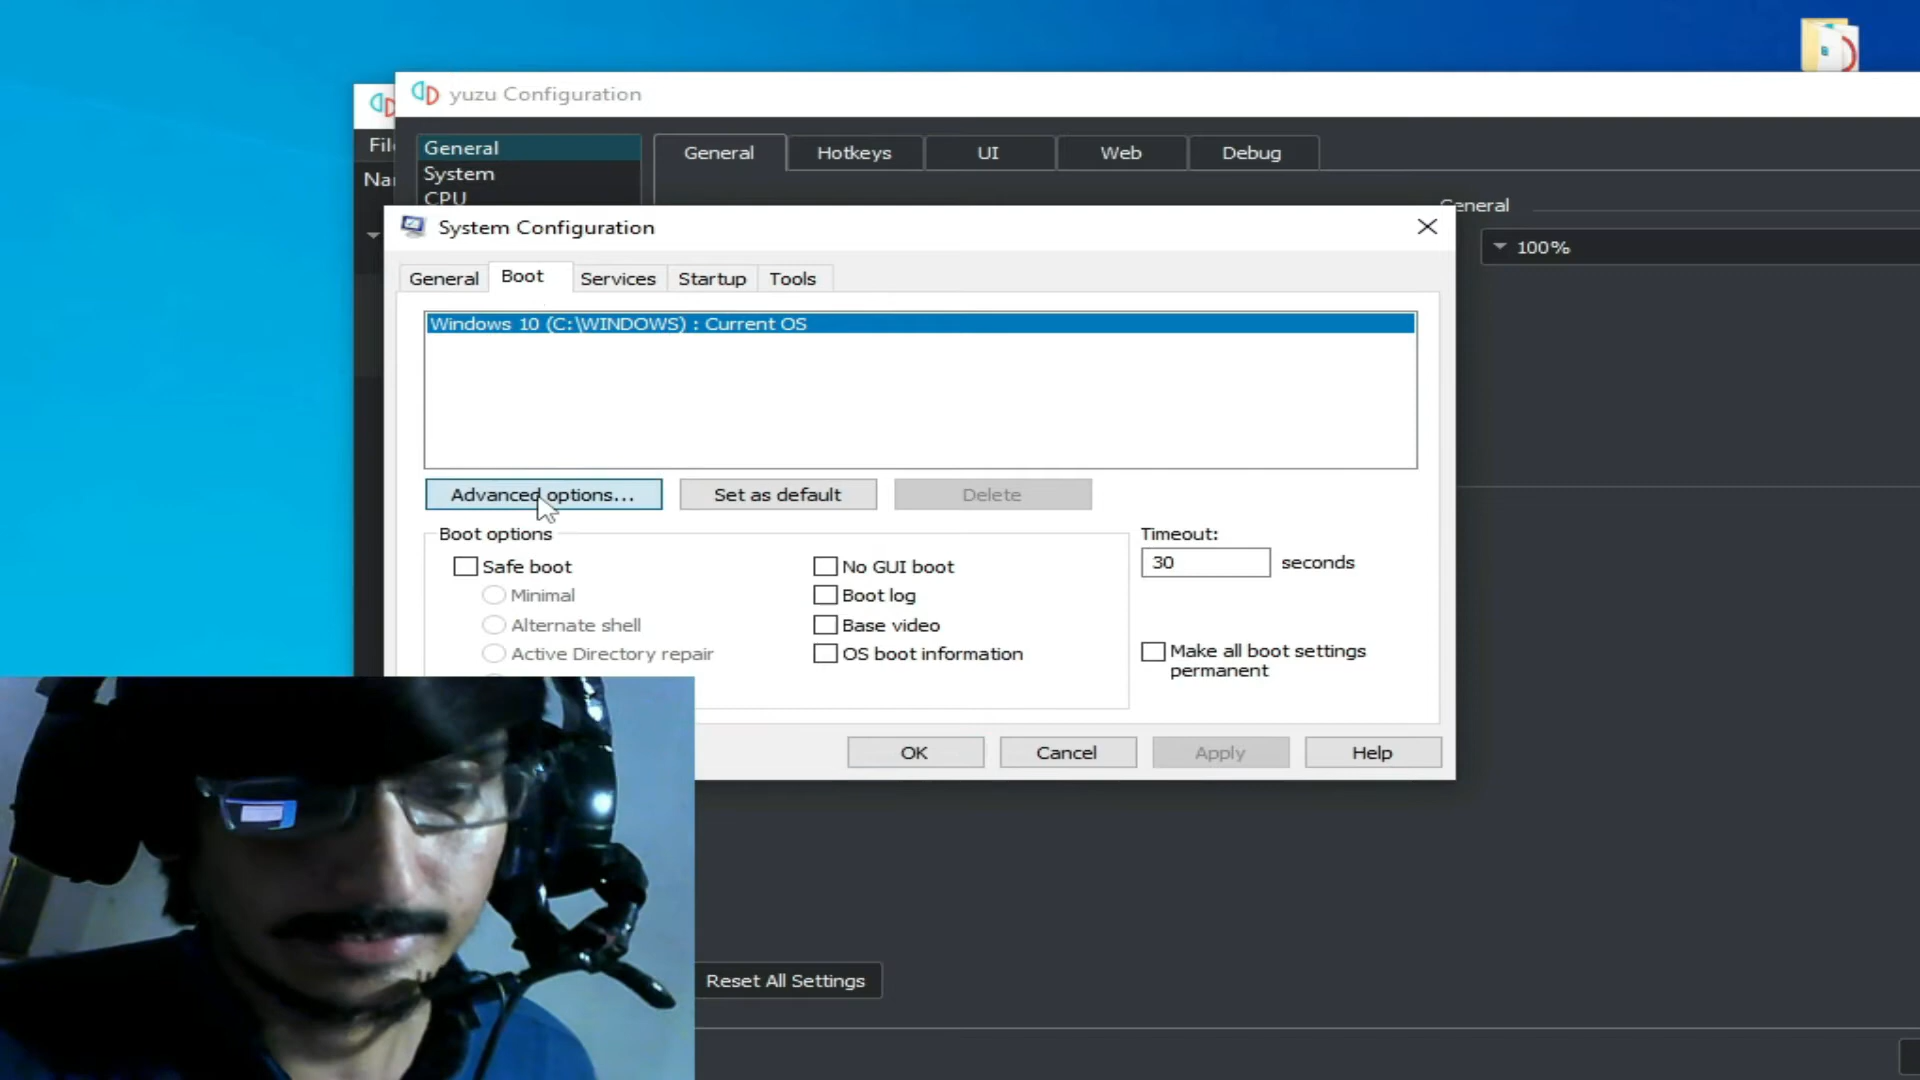 yuzu Configuration
Fil
General
General
Hotkeys
UI
Web
Debug
System
Nar
CPU
General
System Configuration
100%
General
Boot
Services
Startup
Tools
Windows 10 (C:\WINDOWS) : Current OS
Advanced options...
Set as default
Delete
Boot options
Timeout:
Safe boot
No GUI boot
30
seconds
Minimal
Boot log
Alternate shell
Base video
Active Directory repair
OS boot information
Make all boot settings
permanent
OK
Cancel
Apply
Help
Reset All Settings